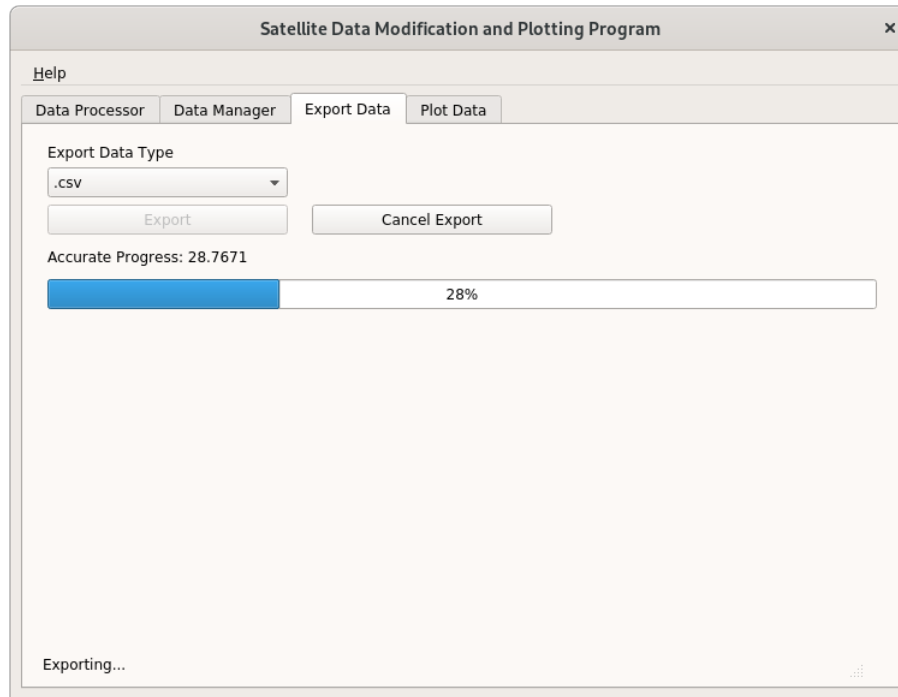 Satellite Data Modification and Plotting Program ×
Help
Data Processor Data Manager Export Data Plot Data
Export Data Type
.csv
Export Cancel Export
Accurate Progress: 28.7671
28%
Exporting...